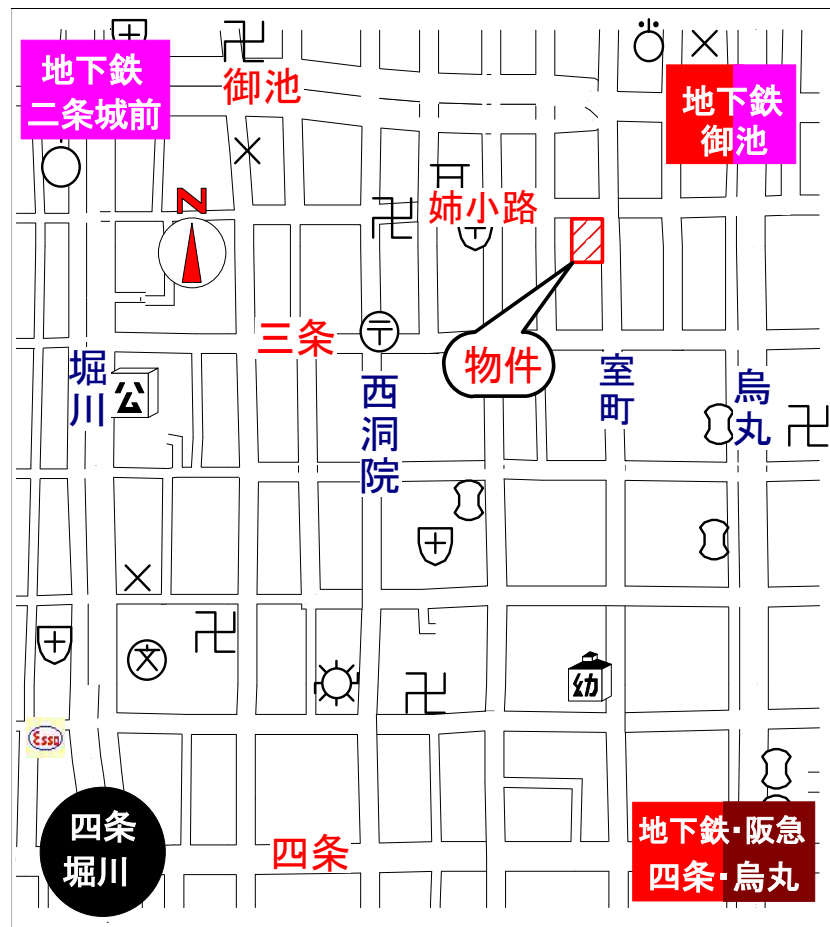 地下鉄
二条城前
御池
地下鉄
御池
N
姉小路
三条
〒
物件
堀川
公
西洞院
室町
烏丸
文
幼
Esso
四条
堀川
四条
地下鉄・阪急
四条・烏丸